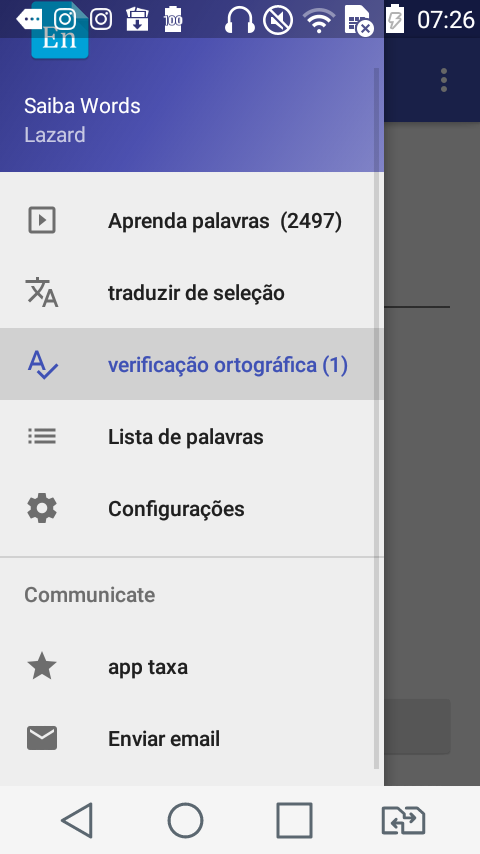 100
07:26
En
Saiba Words
Lazard
Aprenda palavras (2497)
traduzir de seleção
verificação ortográfica (1)
Lista de palavras
Configurações
Communicate
app taxa
Enviar email